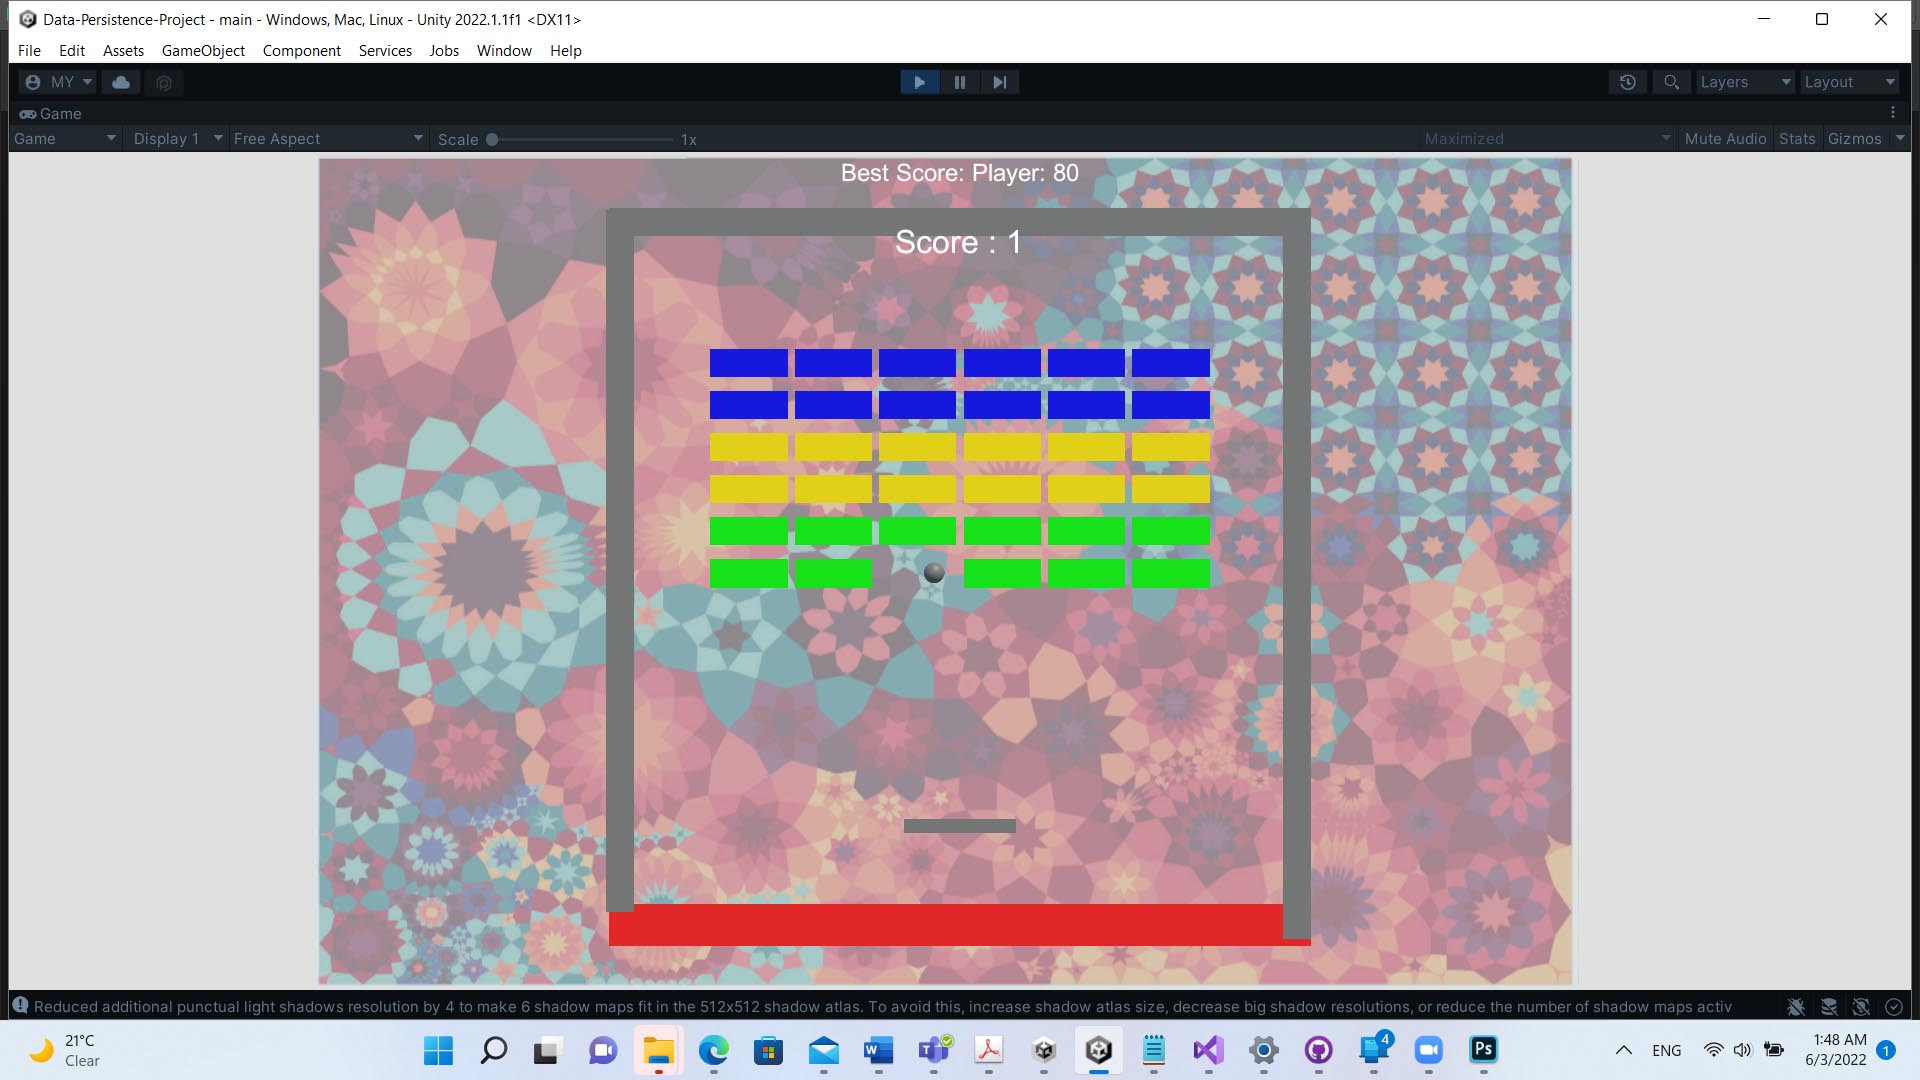 Data-Persistence-Project - main - Windows, Mac, Linux - Unity 2022.1.1f1 <DX11>
File Edit Assets GameObject Component Services Jobs Window Help
MY Layers Layout
Game
Game Display 1 Free Aspect Scale 1x Maximized Mute Audio Stats Gizmos
Best Score: Player: 80
Score : 1
Reduced additional punctual light shadows resolution by 4 to make 6 shadow maps fit in the 512x512 shadow atlas. To avoid this, increase shadow atlas size, decrease big shadow resolutions, or reduce the number of shadow maps activ
21°C
Clear
W
T
4
Ps
ENG
1:48 AM
6/3/2022
1